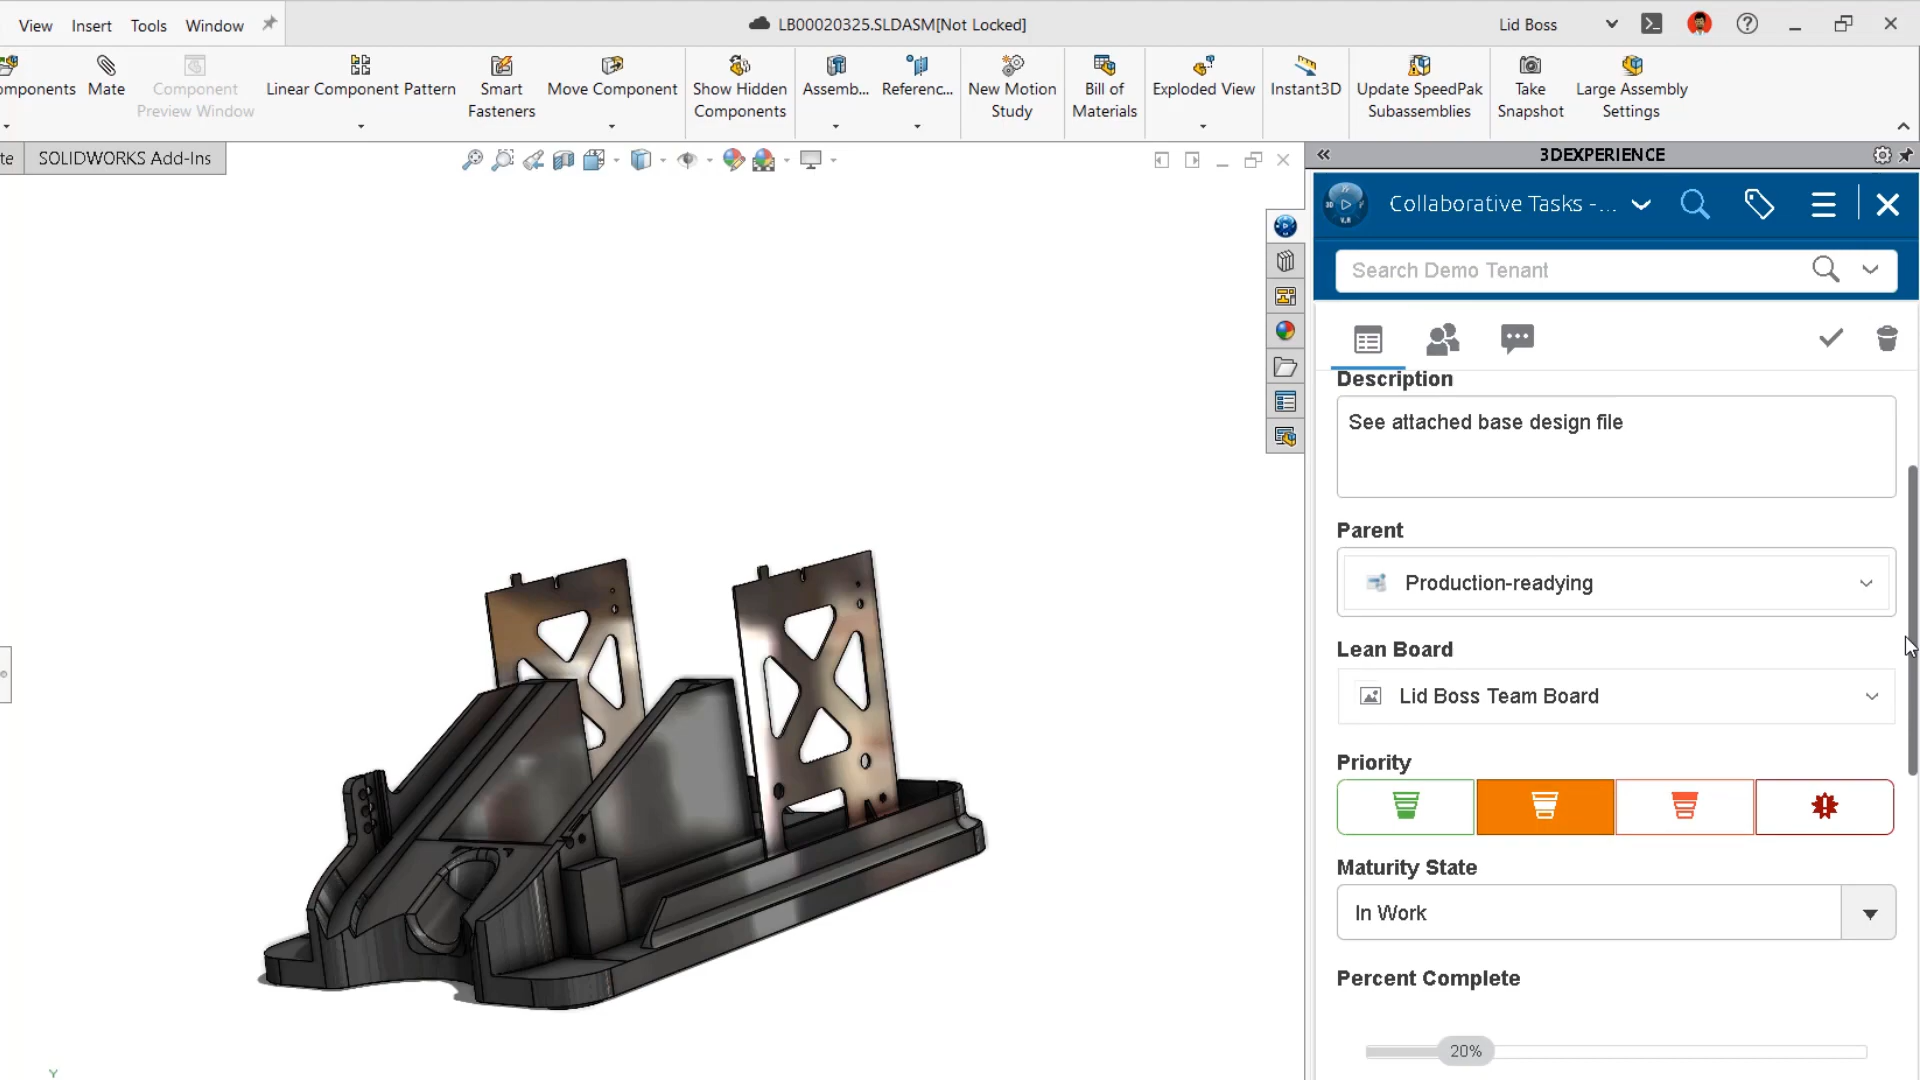 View Insert Tools Window
LB00020325.SLDASM[Not Locked]
Lid Boss
omponents
Mate
Component
Preview Window
Linear Component Pattern
Smart
Fasteners
Move Component
Show Hidden
Components
Assemb...
Referenc...
New Motion
Study
Bill of
Materials
Exploded View
Instant3D
Update SpeedPak
Subassemblies
Take
Snapshot
Large Assembly
Settings
te
SOLIDWORKS Add-Ins
3DEXPERIENCE
Collaborative Tasks -...
Search Demo Tenant
Description
See attached base design file
Parent
Production-readying
Lean Board
Lid Boss Team Board
Priority
Maturity State
In Work
Percent Complete
20%
Y